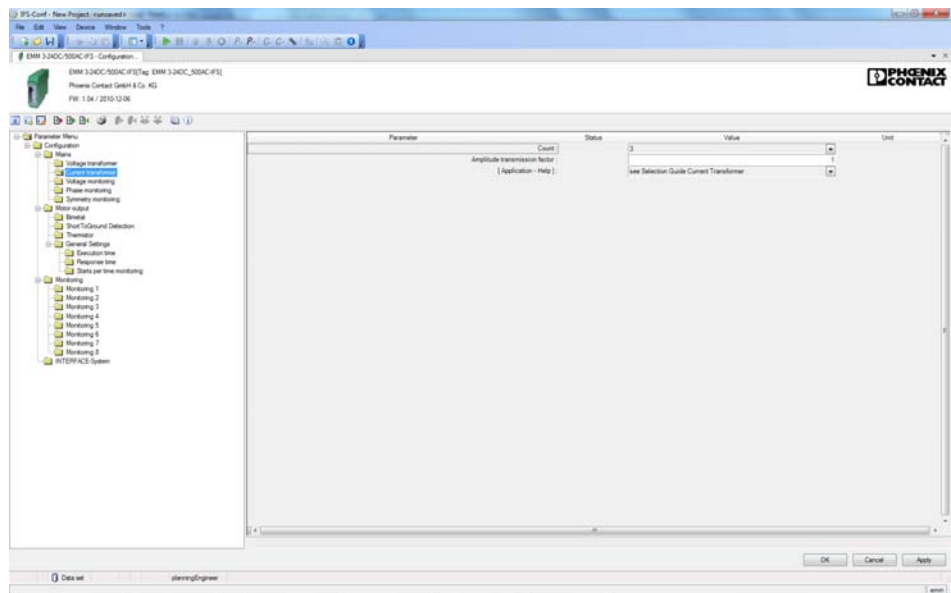 IFS-Conf - New Project <unsaved>
File Edit View Device Window Tools ?
EMM 3-24DC/500AC-IFS - Configuration...
EMM 3-24DC/500AC-IFS[Tag: EMM 3-24DC_500AC-IFS]
Phoenix Contact GmbH & Co. KG
FW: 1.04 / 2010-12-06
PHŒNIX
CONTACT
Parameter Menu
Configuration
Mains
Voltage transformer
Current transformer
Voltage monitoring
Phase monitoring
Symmetry monitoring
Motor output
Bimetal
ShortToGround Detection
Thermistor
General Settings
Execution time
Response time
Starts per time monitoring
Monitoring
Monitoring 1
Monitoring 2
Monitoring 3
Monitoring 4
Monitoring 5
Monitoring 6
Monitoring 7
Monitoring 8
INTERFACE-System
Parameter Status Value Unit
Count : 3
Amplitude transmission factor : 1
[ Application - Help ] : see Selection Guide Current Transformer
OK Cancel Apply
Data set planningEngineer